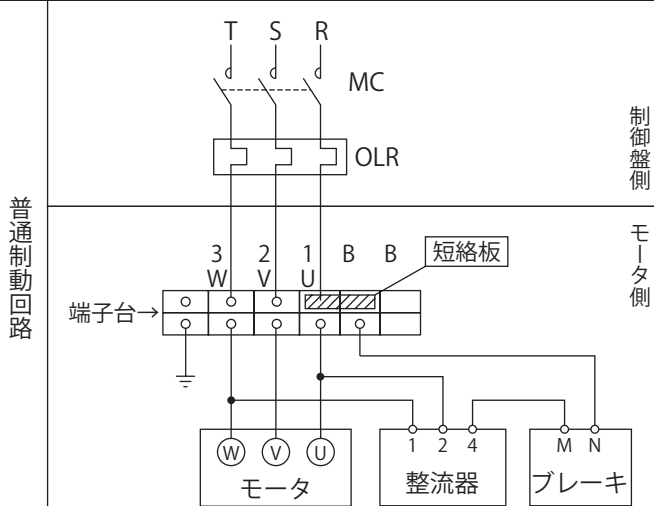 普通制動回路
T S R
MC
OLR
制御盤側
モータ側
3 2 1 B B
W V U
短絡板
端子台→
1 2 4 M N
W V U
モータ 整流器 ブレーキ